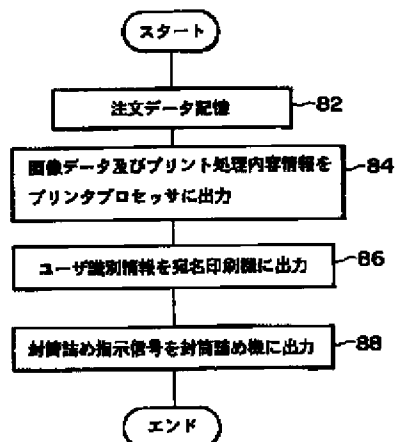 スタート
注文データ記憶
82
画像データ及びプリント処理内容情報を
プリンタプロセッサに出力
84
ユーザ識別情報を宛名印刷機に出力
86
封筒詰め指示信号を封筒詰め機に出力
88
エンド